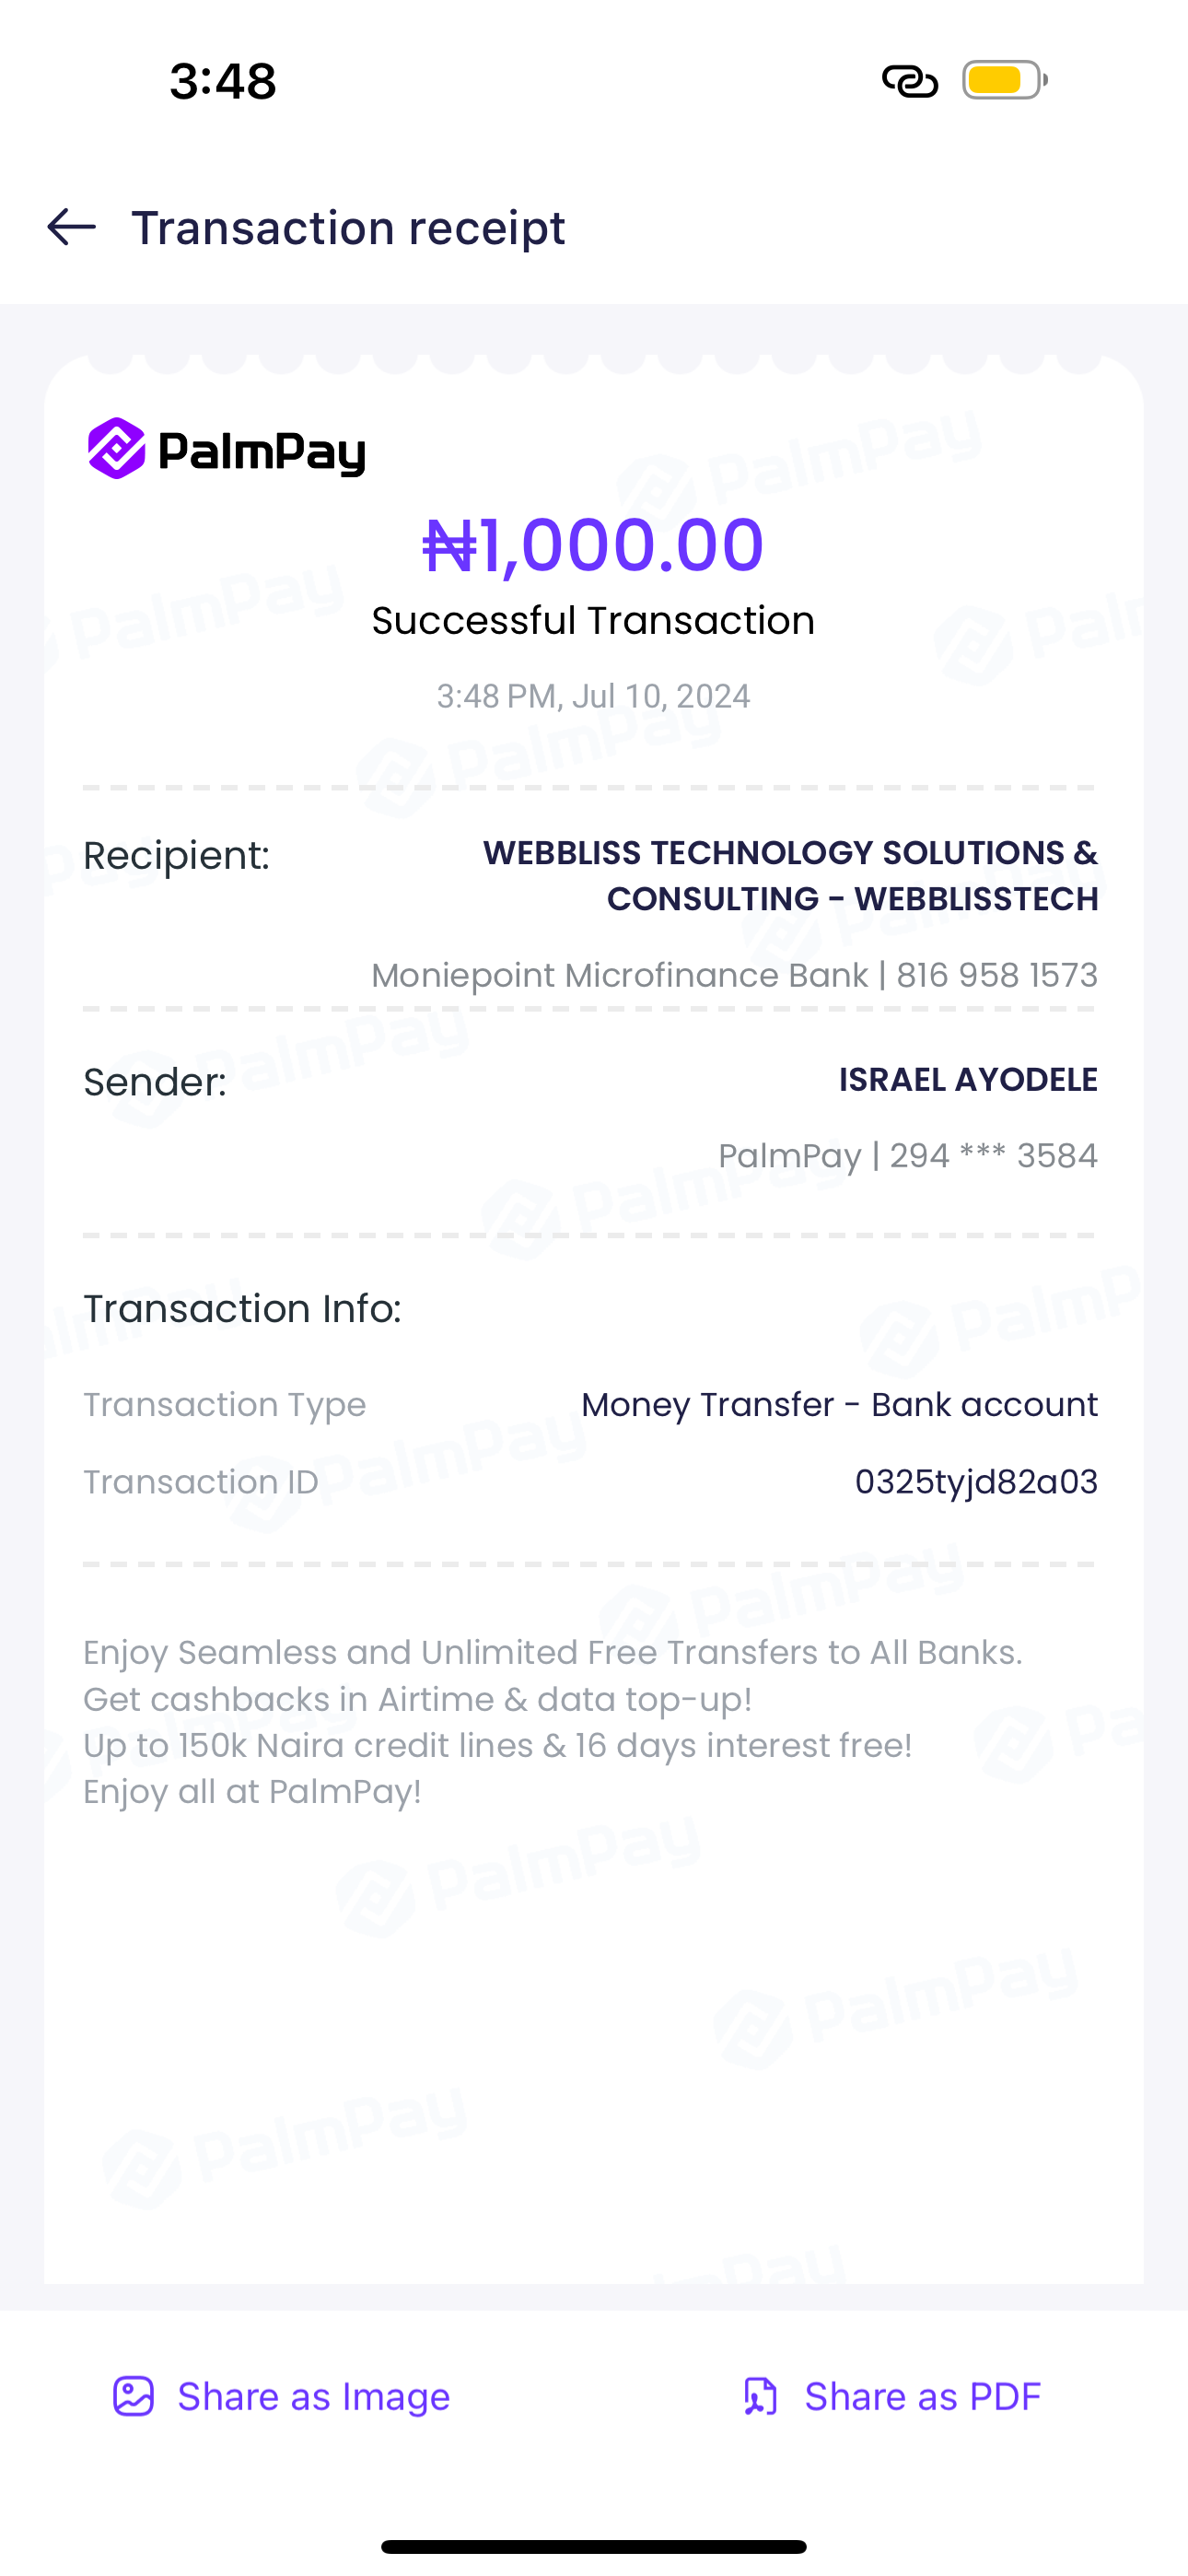 3:48
Transaction receipt
PalmPay
₦1,000.00
Successful Transaction
3:48 PM, Jul 10, 2024
Recipient:
WEBBLISS TECHNOLOGY SOLUTIONS &
CONSULTING - WEBBLISSTECH
Moniepoint Microfinance Bank | 816 958 1573
Sender:
ISRAEL AYODELE
PalmPay | 294 *** 3584
Transaction Info:
Transaction Type
Money Transfer - Bank account
Transaction ID
0325tyjd82a03
Enjoy Seamless and Unlimited Free Transfers to All Banks.
Get cashbacks in Airtime & data top-up!
Up to 150k Naira credit lines & 16 days interest free!
Enjoy all at PalmPay!
Share as Image
Share as PDF